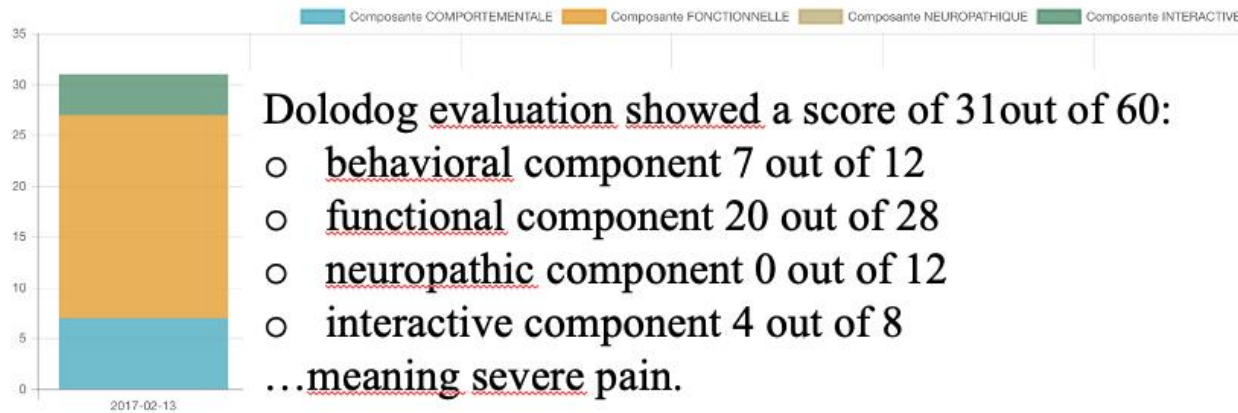 Composante COMPORTEMENTALE Composante FONCTIONNELLE Composante NEUROPATHIQUE Composante INTERACTIVE
35
30
25
20
15
10
5
0
2017-02-13
Dolodog evaluation showed a score of 31out of 60:
o behavioral component 7 out of 12
o functional component 20 out of 28
o neuropathic component 0 out of 12
o interactive component 4 out of 8
…meaning severe pain.